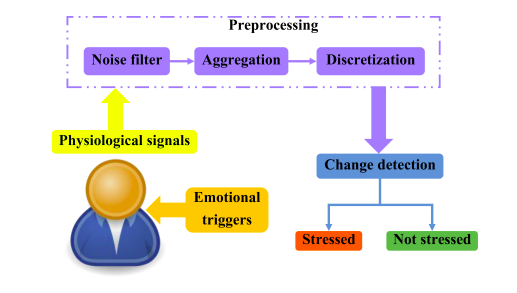 Preprocessing
Noise filter
Aggregation
Discretization
Physiological signals
Change detection
Emotional
triggers
Stressed
Not stressed